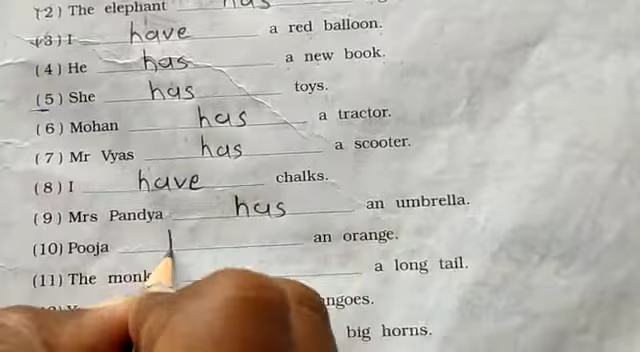 (2) The elephant has
(3) I have a red balloon.
(4) He has a new book.
(5) She has toys.
(6) Mohan has a tractor.
(7) Mr Vyas has a scooter.
(8) I have chalks.
(9) Mrs Pandya has an umbrella.
(10) Pooja an orange.
(11) The a long tail.
big horns.